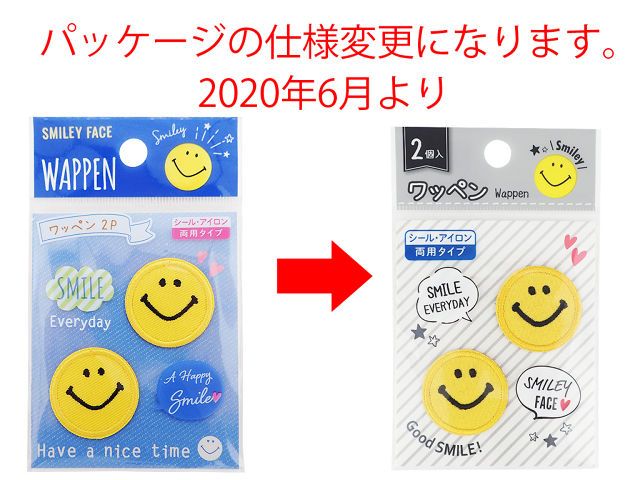 パッケージの仕様変更になります。
2020年6月より
SMILEY FACE
Smiley
WAPPEN
ワッペン 2P
シール・アイロン
両用タイプ
SMILE
Everyday
A Happy
Smile
Have a nice time
2個入
Smiley
ワッペン Wappen
シール・アイロン
両用タイプ
SMILE
EVERYDAY
SMILEY
FACE
Good SMILE!